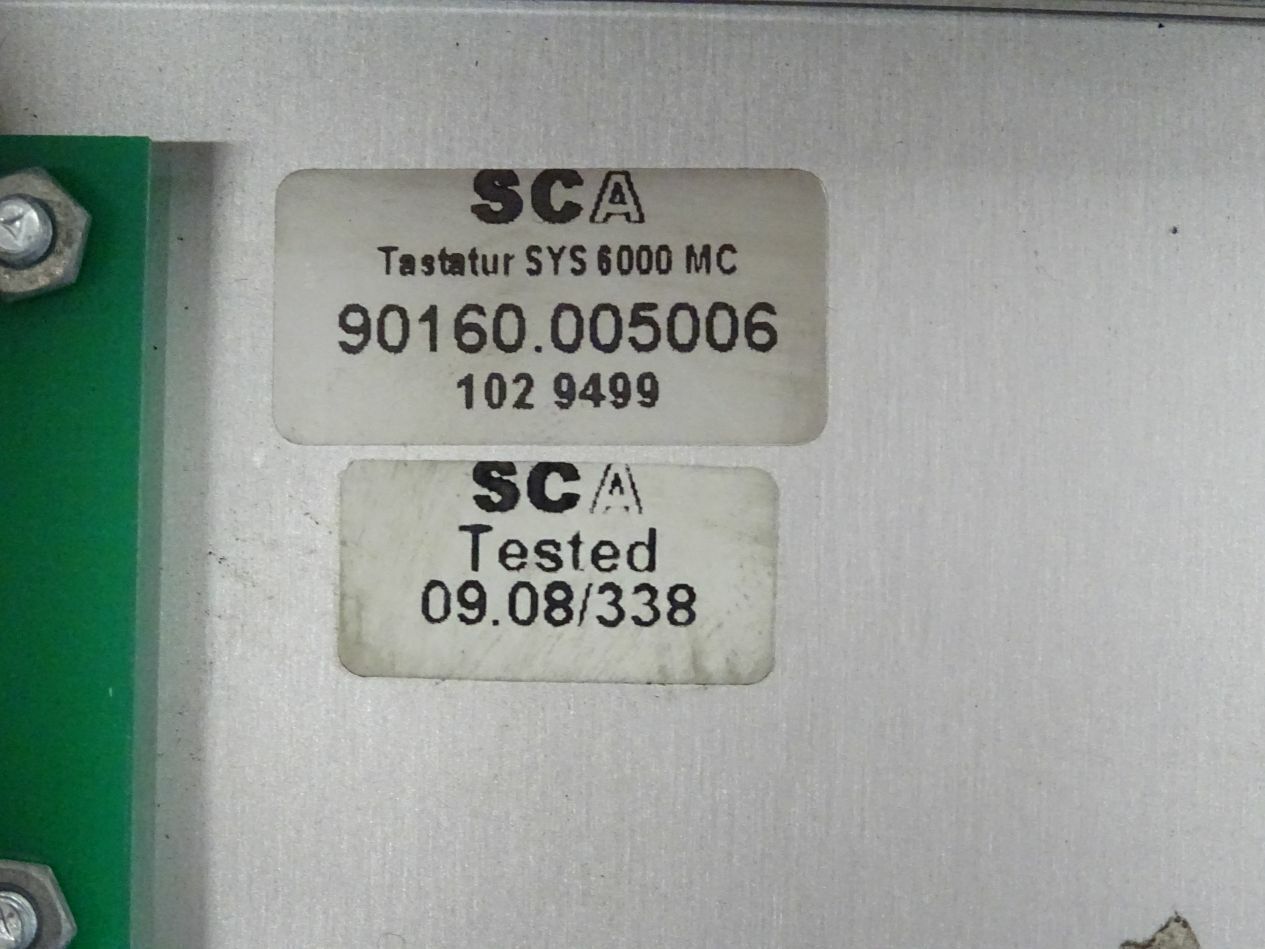 SCA
Tastatur SYS 6000 MC
90160.005006
102 9499
SCA
Tested
09.08/338